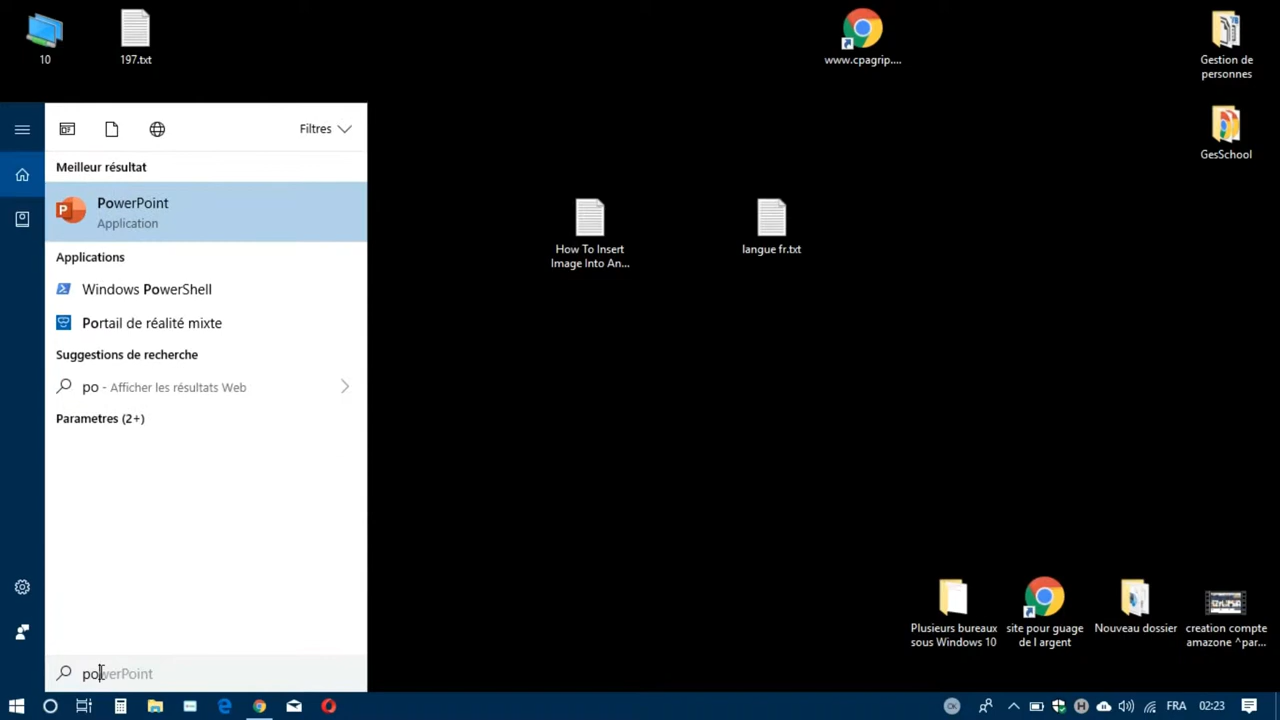 10
197.txt
www.cpagrip....
Gestion de
personnes
GesSchool
Filtres
Meilleur résultat
PowerPoint
Application
Applications
Windows PowerShell
Portail de réalité mixte
Suggestions de recherche
po - Afficher les résultats Web
Parametres (2+)
How To Insert
Image Into An...
langue fr.txt
Plusieurs bureaux
sous Windows 10
site pour guage
de l argent
Nouveau dossier
creation compte
amazone ^par...
powerPoint
FRA
02:23